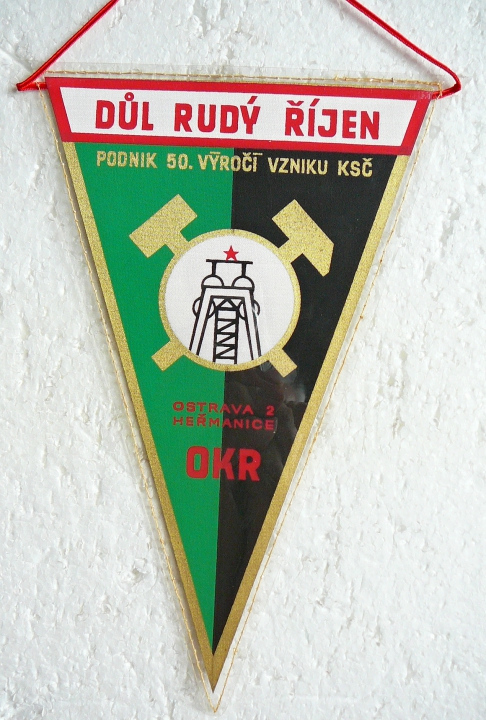 DŮL RUDÝ ŘÍJEN
PODNIK 50. VÝROČÍ VZNIKU KSČ
OSTRAVA 2
HEŘMANICE
OKR